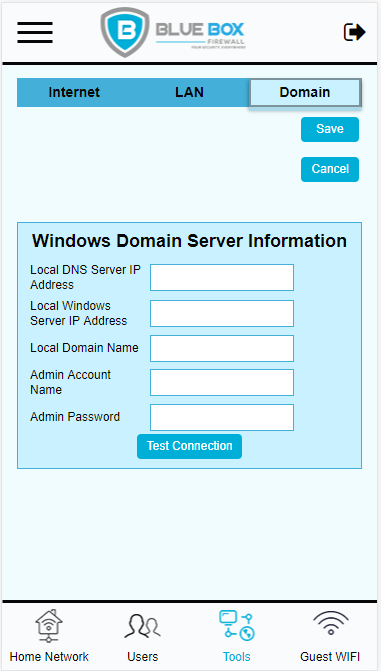 BLUE BOX
FIREWALL
YOUR SECURITY, EVERYWHERE
Internet LAN Domain
Save
Cancel
Windows Domain Server Information
Local DNS Server IP
Address
Local Windows
Server IP Address
Local Domain Name
Admin Account
Name
Admin Password
Test Connection
Home Network Users Tools Guest WIFI